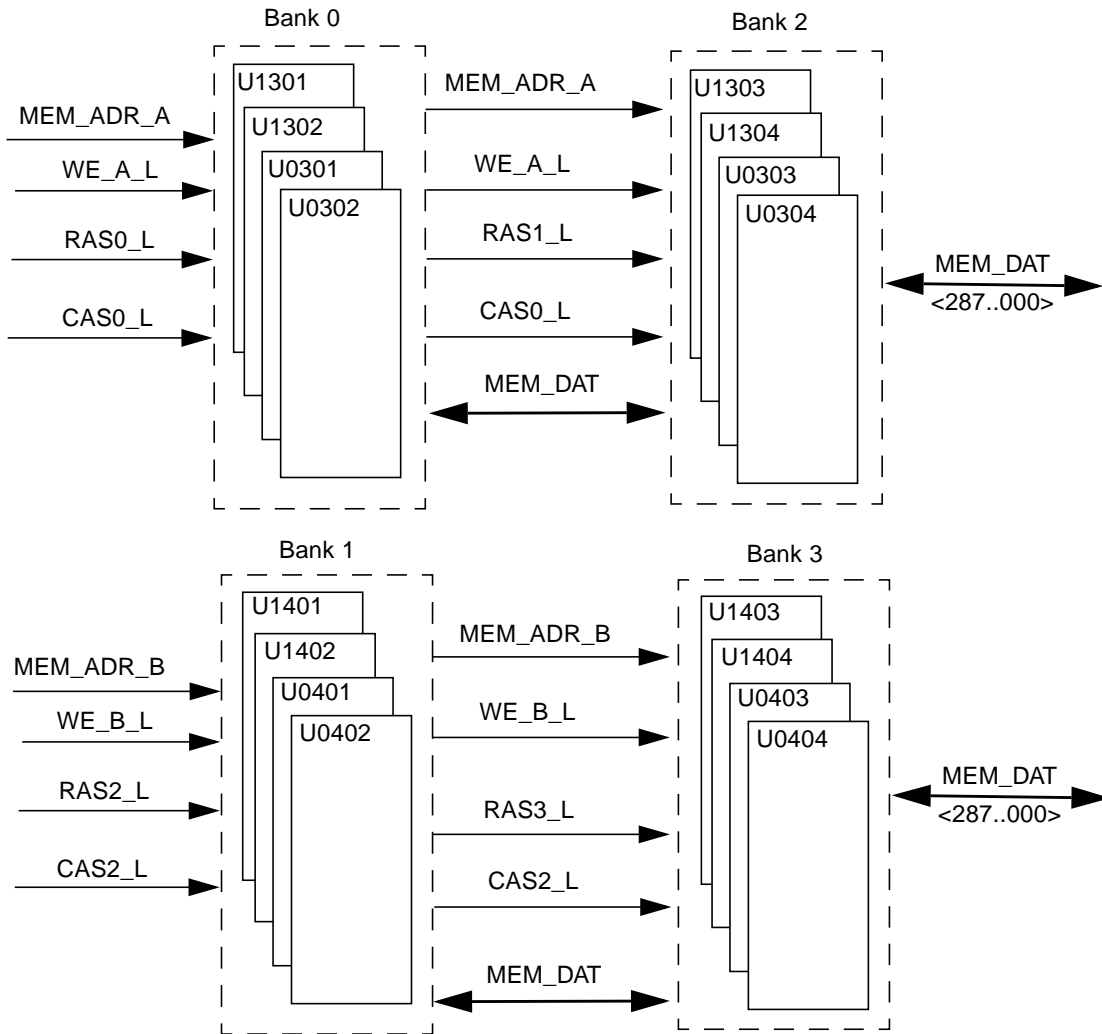 Bank 0
Bank 2
U1301
U1302
U0301
U0302
MEM_ADR_A
WE_A_L
RAS0_L
CAS0_L
MEM_ADR_A
WE_A_L
RAS1_L
CAS0_L
MEM_DAT
U1303
U1304
U0303
U0304
MEM_DAT
<287..000>
Bank 1
Bank 3
U1401
U1402
U0401
U0402
MEM_ADR_B
WE_B_L
RAS2_L
CAS2_L
MEM_ADR_B
WE_B_L
RAS3_L
CAS2_L
MEM_DAT
U1403
U1404
U0403
U0404
MEM_DAT
<287..000>